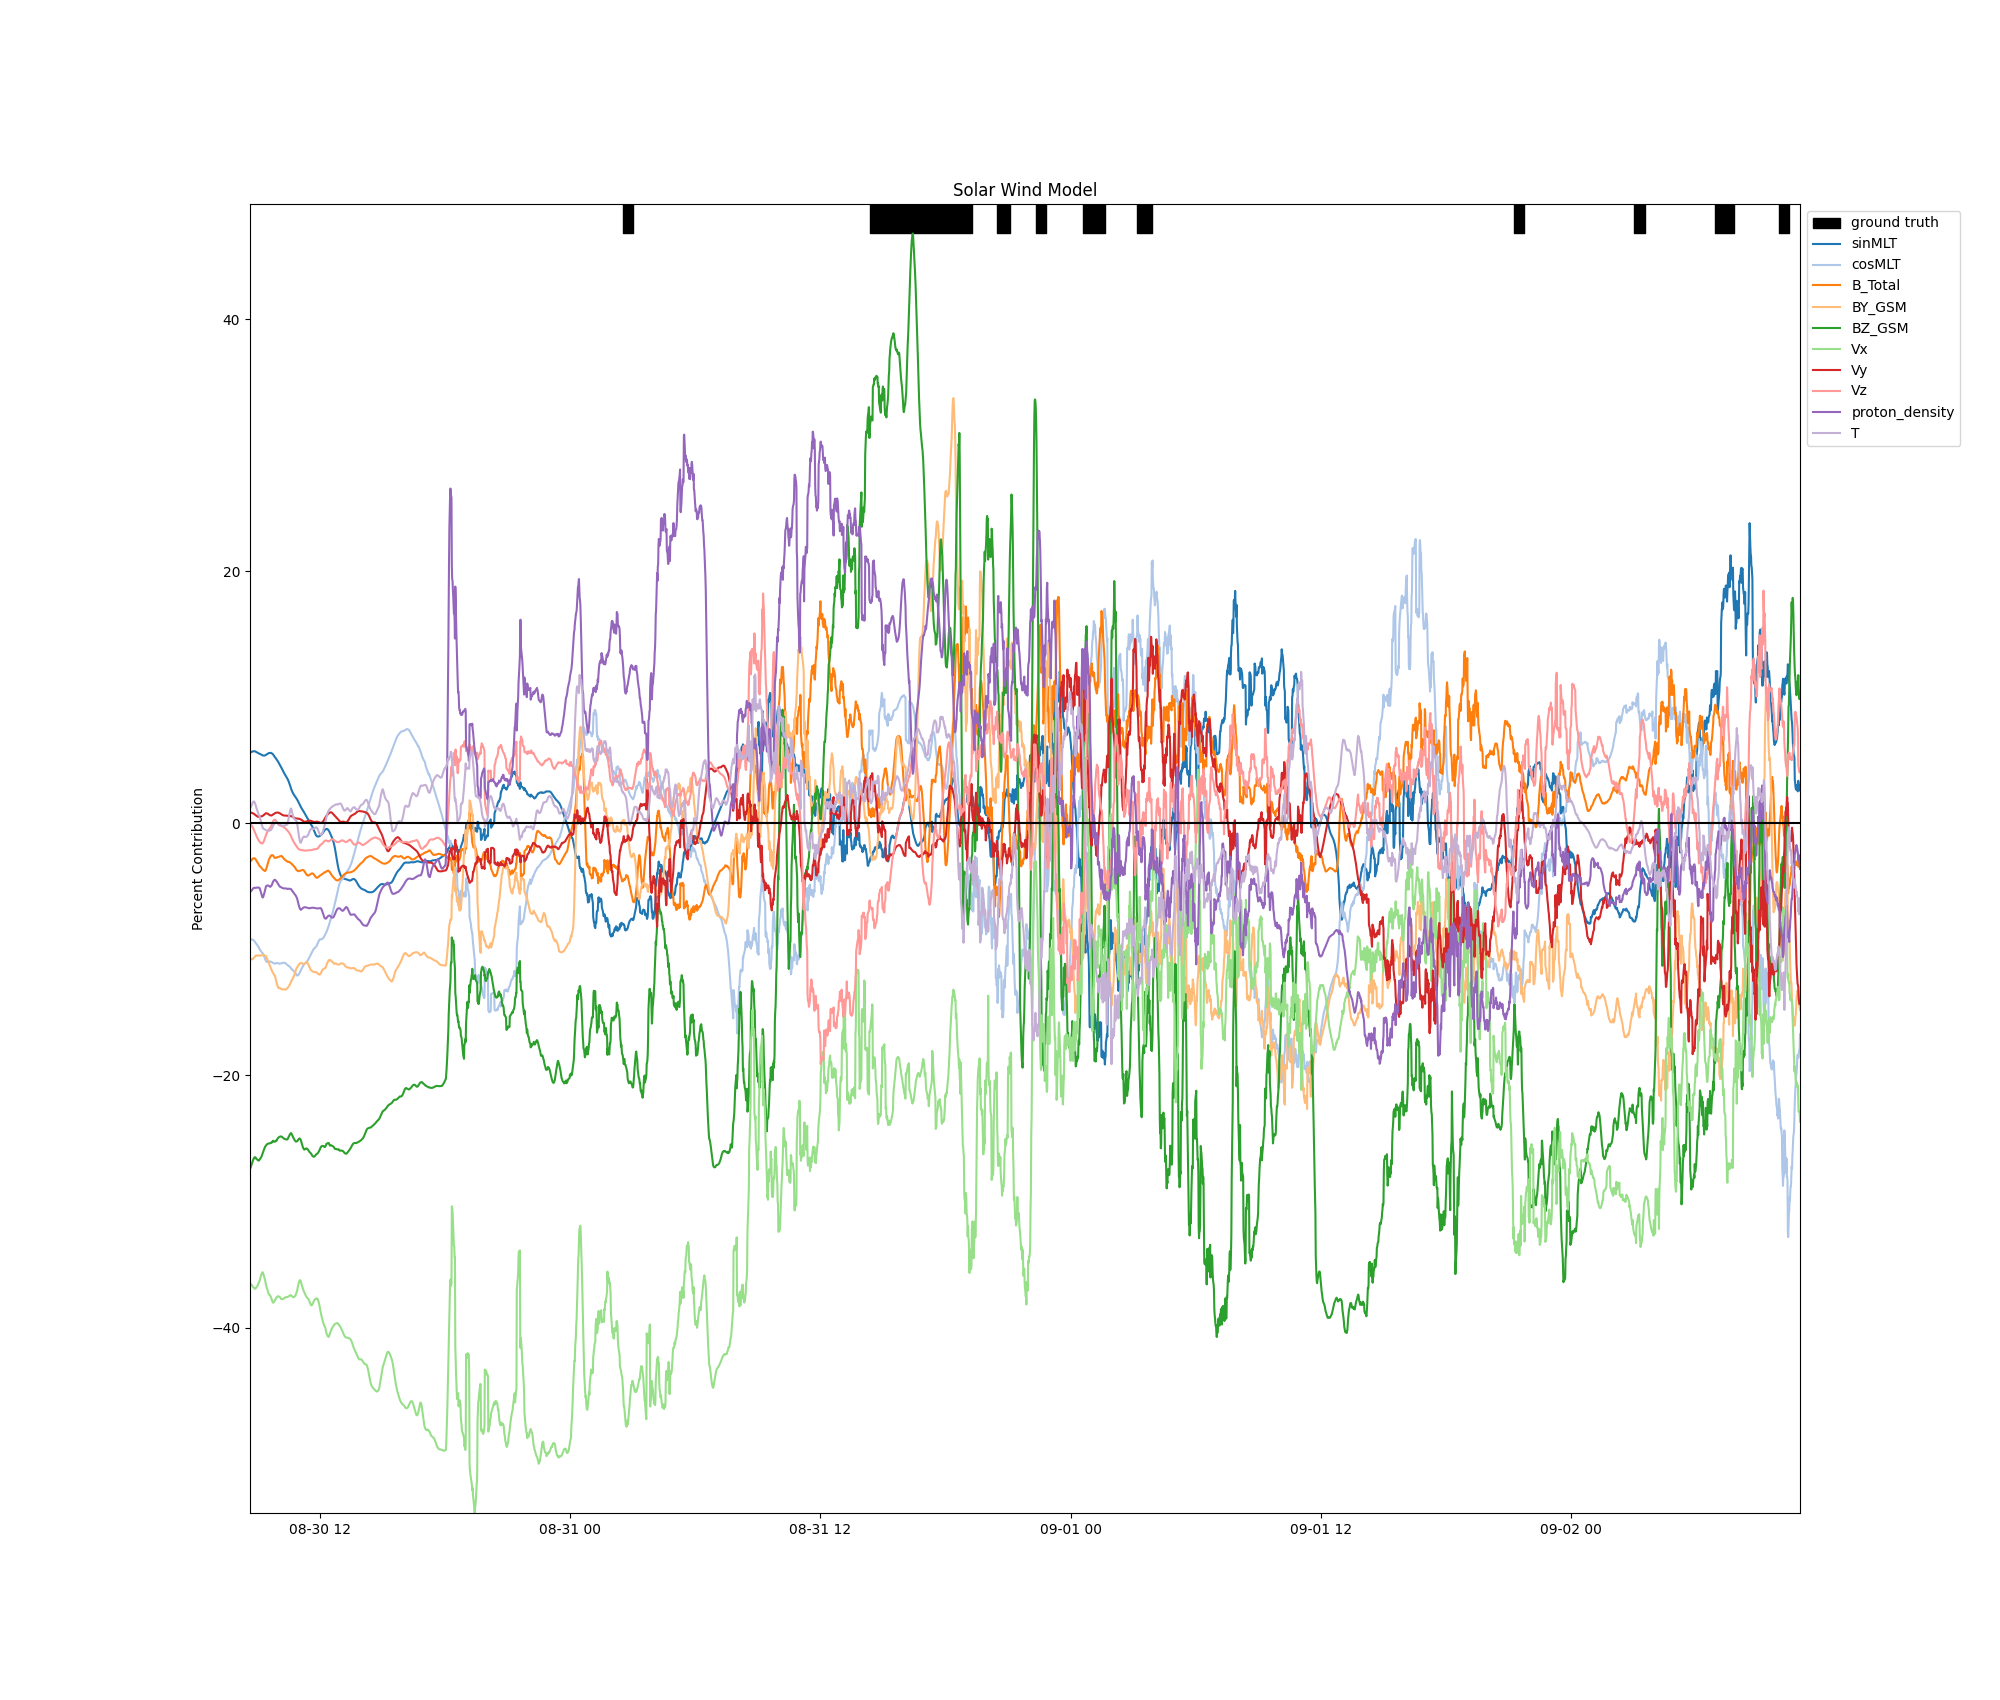 Solar Wind Model
ground truth
sinMLT
cosMLT
B_Total
BY_GSM
BZ_GSM
Vx
Vy
Vz
proton_density
T
Percent Contribution
40
20
0
−20
−40
08-30 12
08-31 00
08-31 12
09-01 00
09-01 12
09-02 00